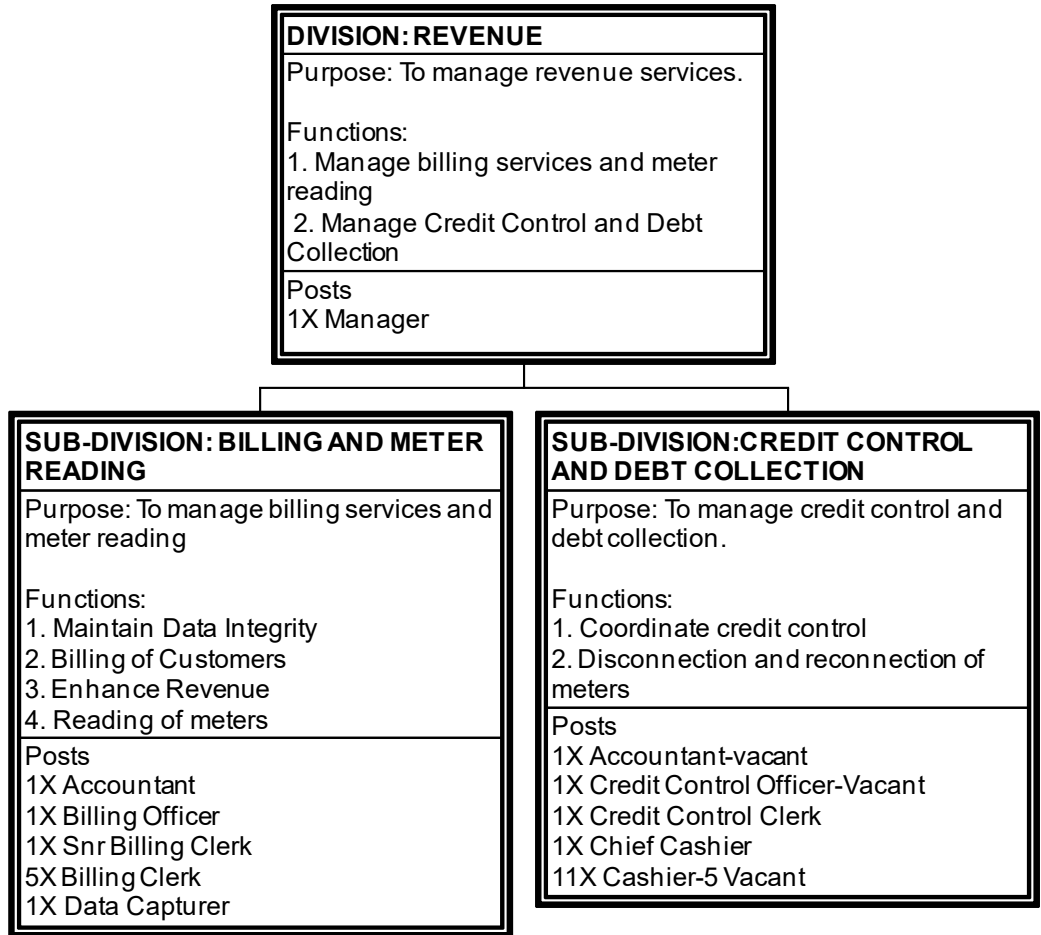 DIVISION: REVENUE
Purpose: To manage revenue services.
Functions:
1. Manage billing services and meter
reading
2. Manage Credit Control and Debt
Collection
Posts
1X Manager
SUB-DIVISION: BILLING AND METER
READING
Purpose: To manage billing services and
meter reading
Functions:
1. Maintain Data Integrity
2. Billing of Customers
3. Enhance Revenue
4. Reading of meters
Posts
1X Accountant
1X Billing Officer
1X Snr Billing Clerk
5X Billing Clerk
1X Data Capturer
SUB-DIVISION:CREDIT CONTROL
AND DEBT COLLECTION
Purpose: To manage credit control and
debt collection.
Functions:
1. Coordinate credit control
2. Disconnection and reconnection of
meters
Posts
1X Accountant-vacant
1X Credit Control Officer-Vacant
1X Credit Control Clerk
1X Chief Cashier
11X Cashier-5 Vacant